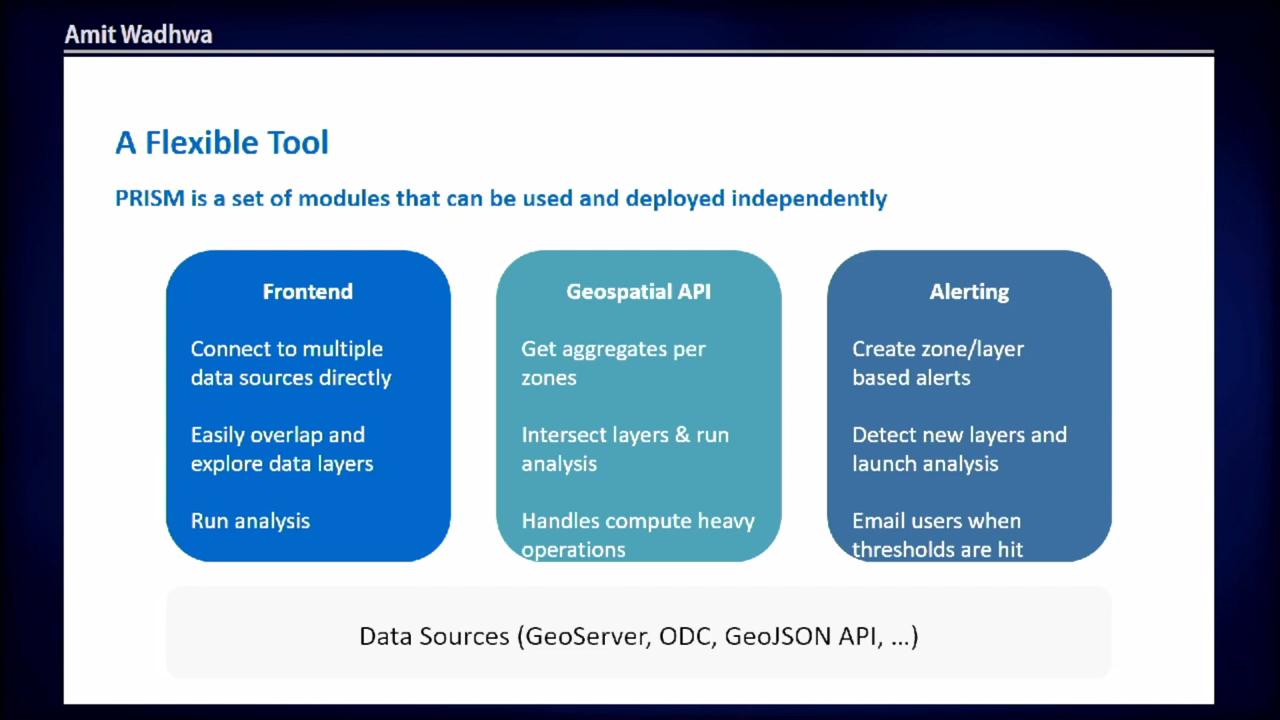 Amit Wadhwa
A Flexible Tool
PRISM is a set of modules that can be used and deployed independently
Frontend
Connect to multiple
data sources directly
Easily overlap and
explore data layers
Run analysis
Geospatial API
Get aggregates per
zones
Intersect layers & run
analysis
Handles compute heavy
operations
Alerting
Create zone/layer
based alerts
Detect new layers and
launch analysis
Email users when
thresholds are hit
Data Sources (GeoServer, ODC, GeoJSON API, ...)